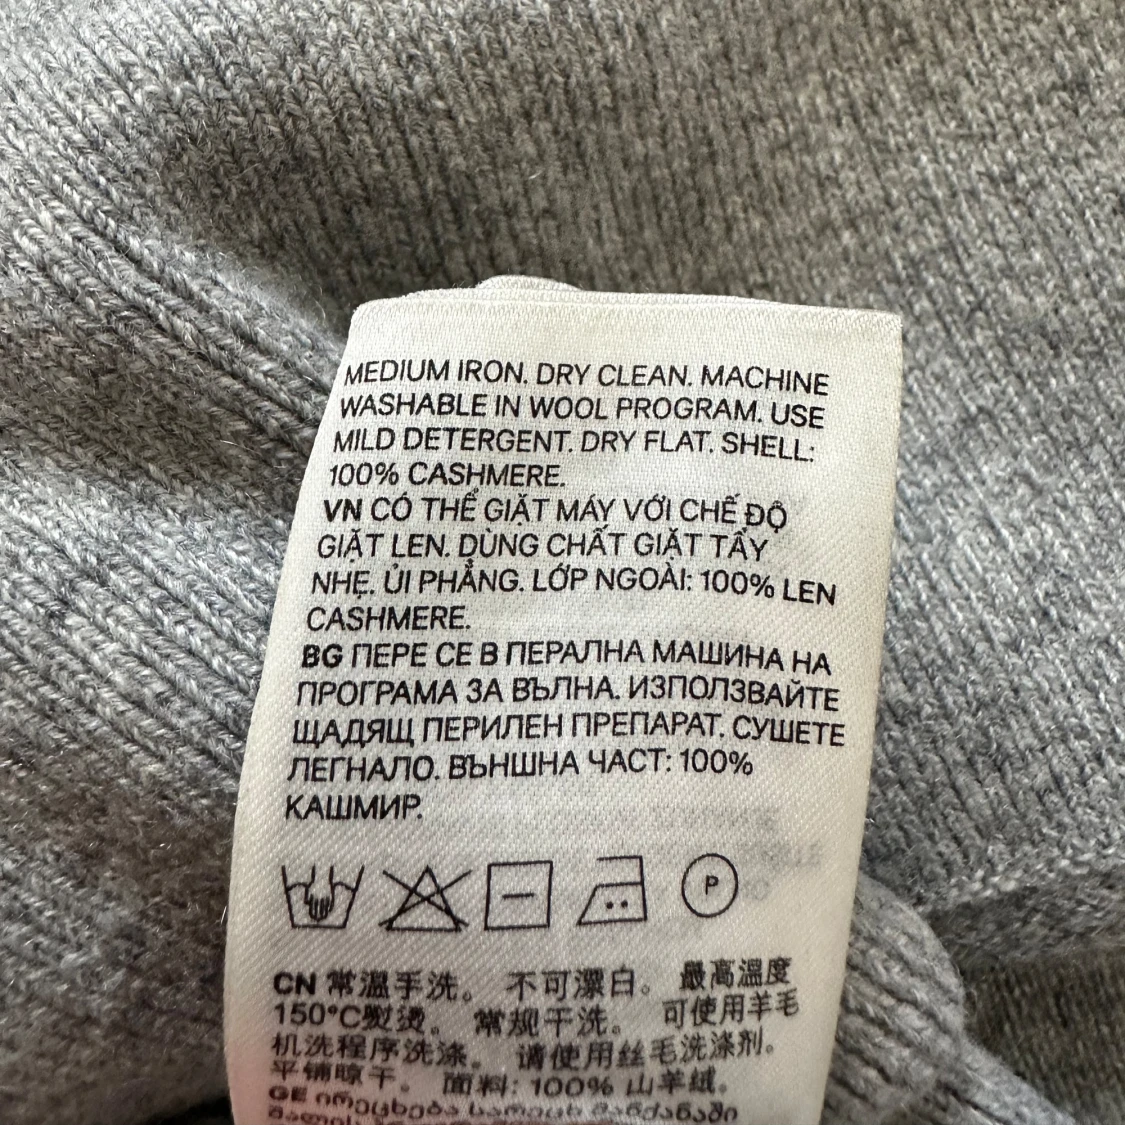 MEDIUM IRON. DRY CLEAN. MACHINE
WASHABLE IN WOOL PROGRAM. USE
MILD DETERGENT. DRY FLAT. SHELL:
100% CASHMERE.
VN CÓ THỂ GIẶT MÁY VỚI CHẾ ĐỘ
GIẶT LEN. DÙNG CHẤT GIẶT TẨY
NHẸ. ỦI PHẲNG. LỚP NGOÀI: 100% LEN
CASHMERE.
BG ПЕРЕ СЕ В ПЕРАЛНА МАШИНА НА
ПРОГРАМА ЗА ВЪЛНА. ИЗПОЛЗВАЙТЕ
ЩАДЯЩ ПЕРИЛЕН ПРЕПАРАТ. СУШЕТЕ
ЛЕГНАЛО. ВЪНШНА ЧАСТ: 100%
КАШМИР.
P
CN 常温手洗。 不可漂白。 最高温度
150°C熨烫。 常规干洗。 可使用羊毛
机洗程序洗涤。 请使用丝毛洗涤剂。
平铺晾干。 面料: 100% 山羊绒。
GE ირეცხება სარეცხ მანქანაში